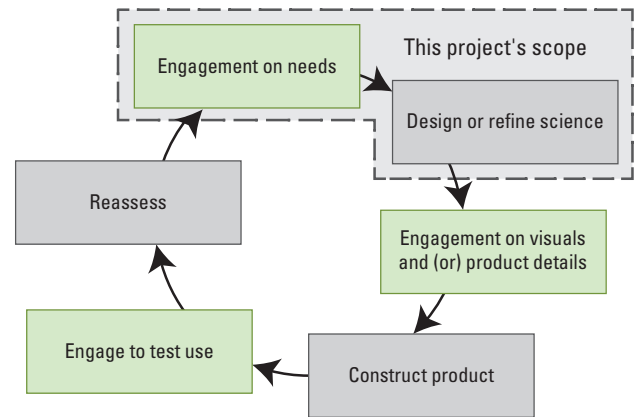 This project's scope
Engagement on needs
Design or refine science
Reassess
Engagement on visuals
and (or) product details
Engage to test use
Construct product